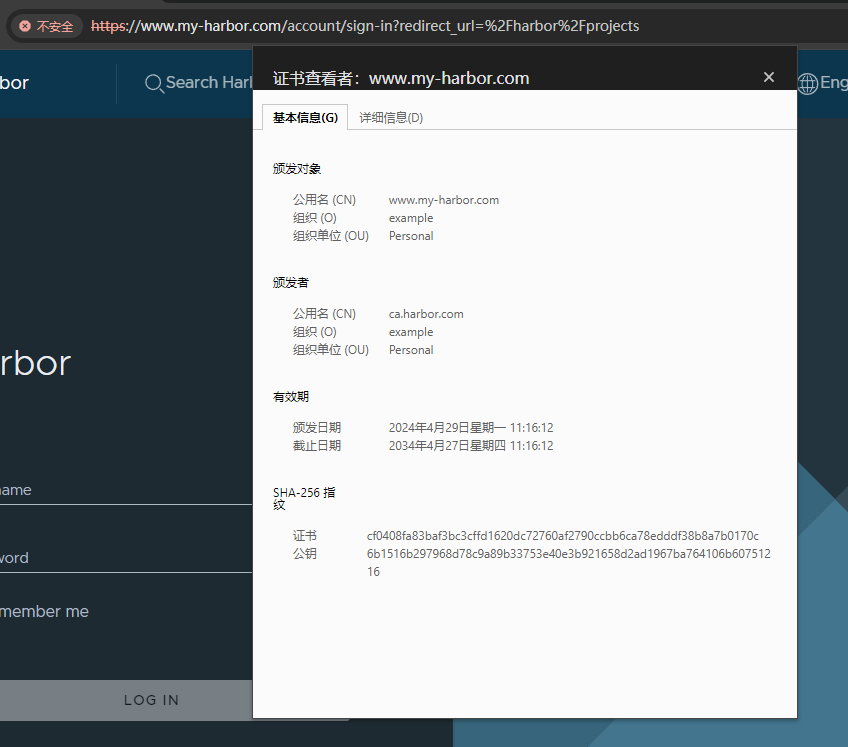 不安全 https://www.my-harbor.com/account/sign-in?redirect_url=%2Fharbor%2Fprojects
bor
Search Harl
Eng
证书查看者：www.my-harbor.com
基本信息(G) 详细信息(D)
颁发对象
公用名 (CN) www.my-harbor.com
组织 (O) example
组织单位 (OU) Personal
颁发者
公用名 (CN) ca.harbor.com
组织 (O) example
组织单位 (OU) Personal
有效期
颁发日期 2024年4月29日星期一 11:16:12
截止日期 2034年4月27日星期四 11:16:12
SHA-256 指
纹
证书 cf0408fa83baf3bc3cffd1620dc72760af2790ccbb6ca78edddf38b8a7b0170c
公钥 6b1516b297968d78c9a89b33753e40e3b921658d2ad1967ba764106b607512
16
rbor
ame
vord
member me
LOG IN